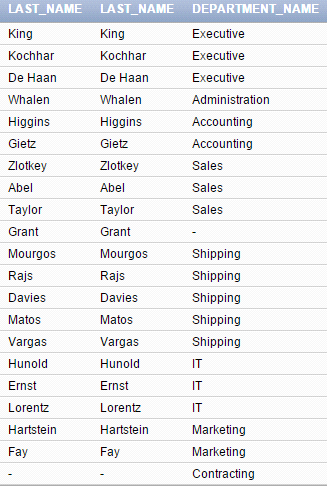 LAST_NAME LAST_NAME DEPARTMENT_NAME
King King Executive
Kochhar Kochhar Executive
De Haan De Haan Executive
Whalen Whalen Administration
Higgins Higgins Accounting
Gietz Gietz Accounting
Zlotkey Zlotkey Sales
Abel Abel Sales
Taylor Taylor Sales
Grant Grant -
Mourgos Mourgos Shipping
Rajs Rajs Shipping
Davies Davies Shipping
Matos Matos Shipping
Vargas Vargas Shipping
Hunold Hunold IT
Ernst Ernst IT
Lorentz Lorentz IT
Hartstein Hartstein Marketing
Fay Fay Marketing
- - Contracting